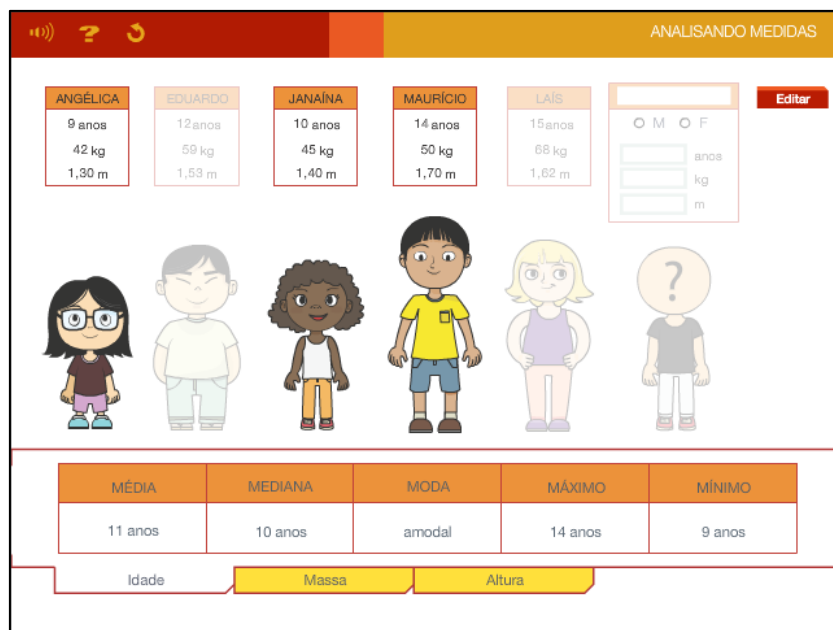 ANALISANDO MEDIDAS
ANGÉLICA
9 anos
42 kg
1,30 m
EDUARDO
12 anos
59 kg
1,53 m
JANAÍNA
10 anos
45 kg
1,40 m
MAURÍCIO
14 anos
50 kg
1,70 m
LAÍS
15 anos
68 kg
1,62 m
M F
anos
kg
m
Editar
?
MÉDIA MEDIANA MODA MÁXIMO MÍNIMO
11 anos 10 anos amodal 14 anos 9 anos
Idade Massa Altura